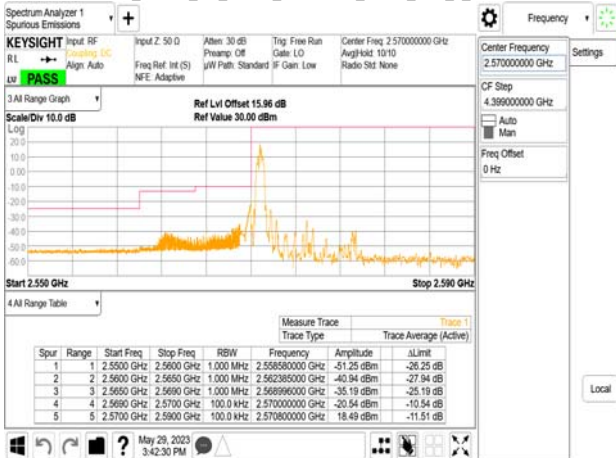 Spectrum Analyzer 1
Spurious Emissions
+
Frequency
KEYSIGHT Input: RF Input Z: 50 Ω Atten: 30 dB Trig: Free Run Center Freq: 2.570000000 GHz
RL Coupling: DC Preamp: Off Gate: LO Avg|Hold: 10/10
Align: Auto Freq Ref: Int (S) µW Path: Standard IF Gain: Low Radio Std: None
NFE: Adaptive
LW PASS
Center Frequency
2.570000000 GHz
Settings
CF Step
4.399000000 GHz
Auto
Man
Freq Offset
0 Hz
Local
3 All Range Graph
Ref Lvl Offset 15.96 dB
Scale/Div 10.0 dB Ref Value 30.00 dBm
Log
20.0
10.0
0.00
-10.0
-20.0
-30.0
-40.0
-50.0
-60.0
Start 2.550 GHz Stop 2.590 GHz
4 All Range Table
Measure Trace Trace 1
Trace Type Trace Average (Active)
Spur Range Start Freq Stop Freq RBW Frequency Amplitude ΔLimit
1 1 2.5500 GHz 2.5600 GHz 1.000 MHz 2.558580000 GHz -51.25 dBm -26.25 dB
2 2 2.5600 GHz 2.5650 GHz 1.000 MHz 2.562385000 GHz -40.94 dBm -27.94 dB
3 3 2.5650 GHz 2.5690 GHz 1.000 MHz 2.568996000 GHz -35.19 dBm -25.19 dB
4 4 2.5690 GHz 2.5700 GHz 100.0 kHz 2.570000000 GHz -20.54 dBm -10.54 dB
5 5 2.5700 GHz 2.5900 GHz 100.0 kHz 2.570800000 GHz 18.49 dBm -11.51 dB
?
May 29, 2023
3:42:30 PM